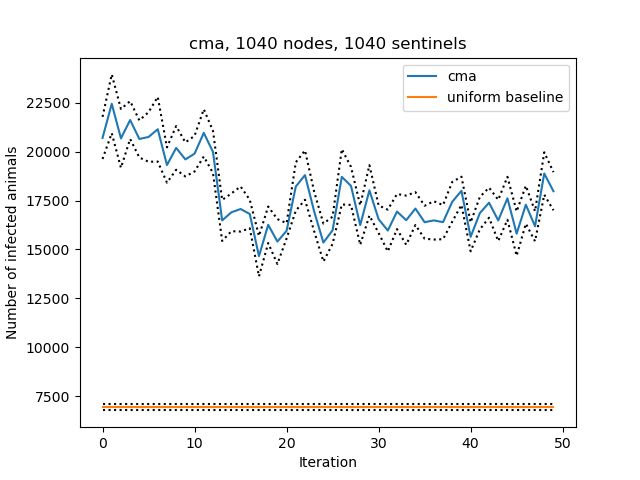 cma, 1040 nodes, 1040 sentinels
cma
uniform baseline
Number of infected animals
22500
20000
17500
15000
12500
10000
7500
0 10 20 30 40 50
Iteration